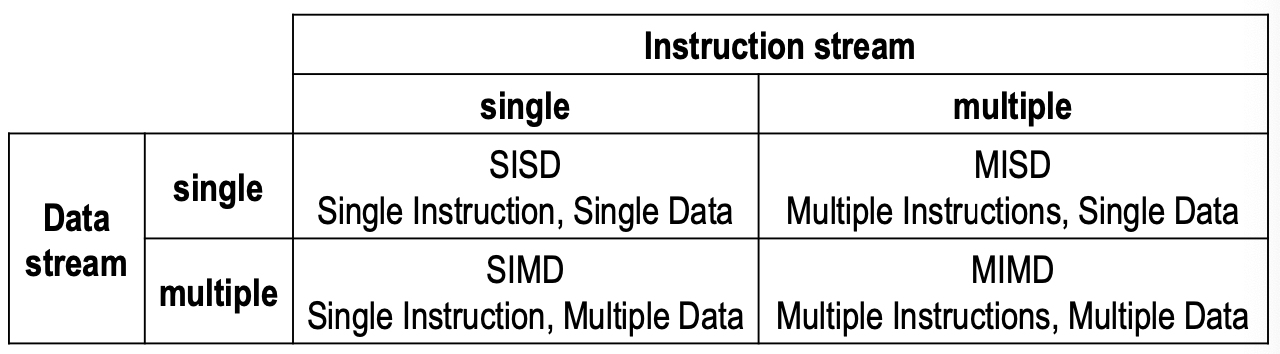 Instruction stream
single
multiple
Data
stream
single
SISD
Single Instruction, Single Data
MISD
Multiple Instructions, Single Data
multiple
SIMD
Single Instruction, Multiple Data
MIMD
Multiple Instructions, Multiple Data